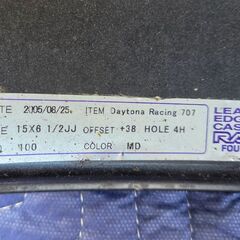 TE 2005/08/25 ITEM Daytona Racing 707
E 15X6 1/2JJ OFFSET +38 HOLE 4H
100 COLOR MD
LEA
EDG
CAS
RA
FOU